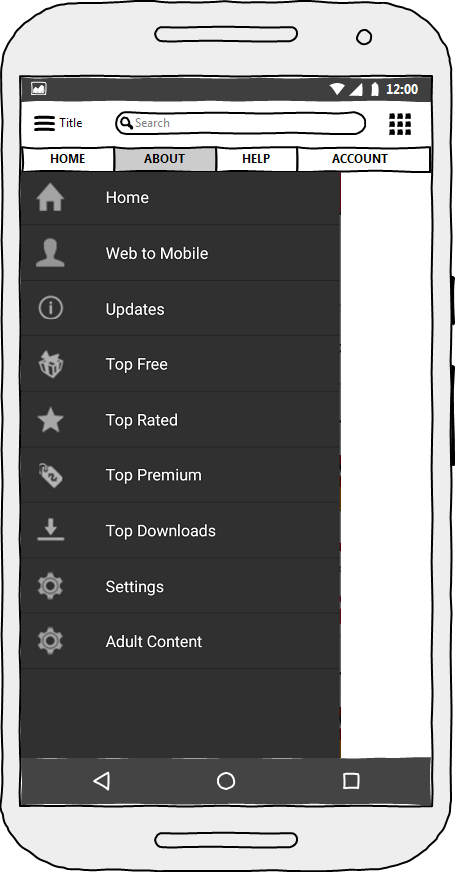 12:00
Title
Search
HOME ABOUT HELP ACCOUNT
Home
Web to Mobile
Updates
Top Free
Top Rated
Top Premium
Top Downloads
Settings
Adult Content